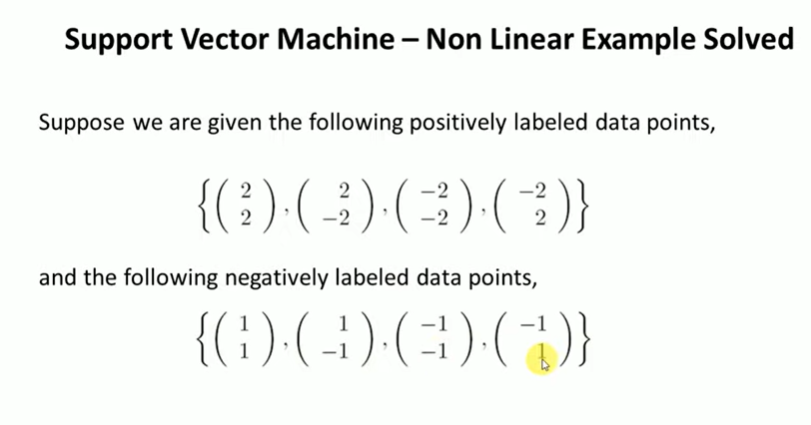 Support Vector Machine – Non Linear Example Solved
Suppose we are given the following positively labeled data points,
{( 2 2 ), ( 2 −2 ), ( −2 −2 ), ( −2 2 )}
and the following negatively labeled data points,
{( 1 1 ), ( 1 −1 ), ( −1 −1 ), ( −1 1 )}